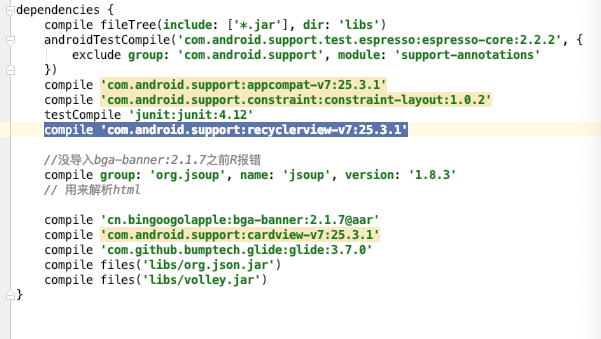 dependencies {
compile fileTree(include: ['*.jar'], dir: 'libs')
androidTestCompile('com.android.support.test.espresso:espresso-core:2.2.2', {
exclude group: 'com.android.support', module: 'support-annotations'
})
compile 'com.android.support:appcompat-v7:25.3.1'
compile 'com.android.support.constraint:constraint-layout:1.0.2'
testCompile 'junit:junit:4.12'
compile 'com.android.support:recyclerview-v7:25.3.1'
//没导入bga-banner:2.1.7之前R报错
compile group: 'org.jsoup', name: 'jsoup', version: '1.8.3'
// 用来解析html
compile 'cn.bingoogolapple:bga-banner:2.1.7@aar'
compile 'com.android.support:cardview-v7:25.3.1'
compile 'com.github.bumptech.glide:glide:3.7.0'
compile files('libs/org.json.jar')
compile files('libs/volley.jar')
}